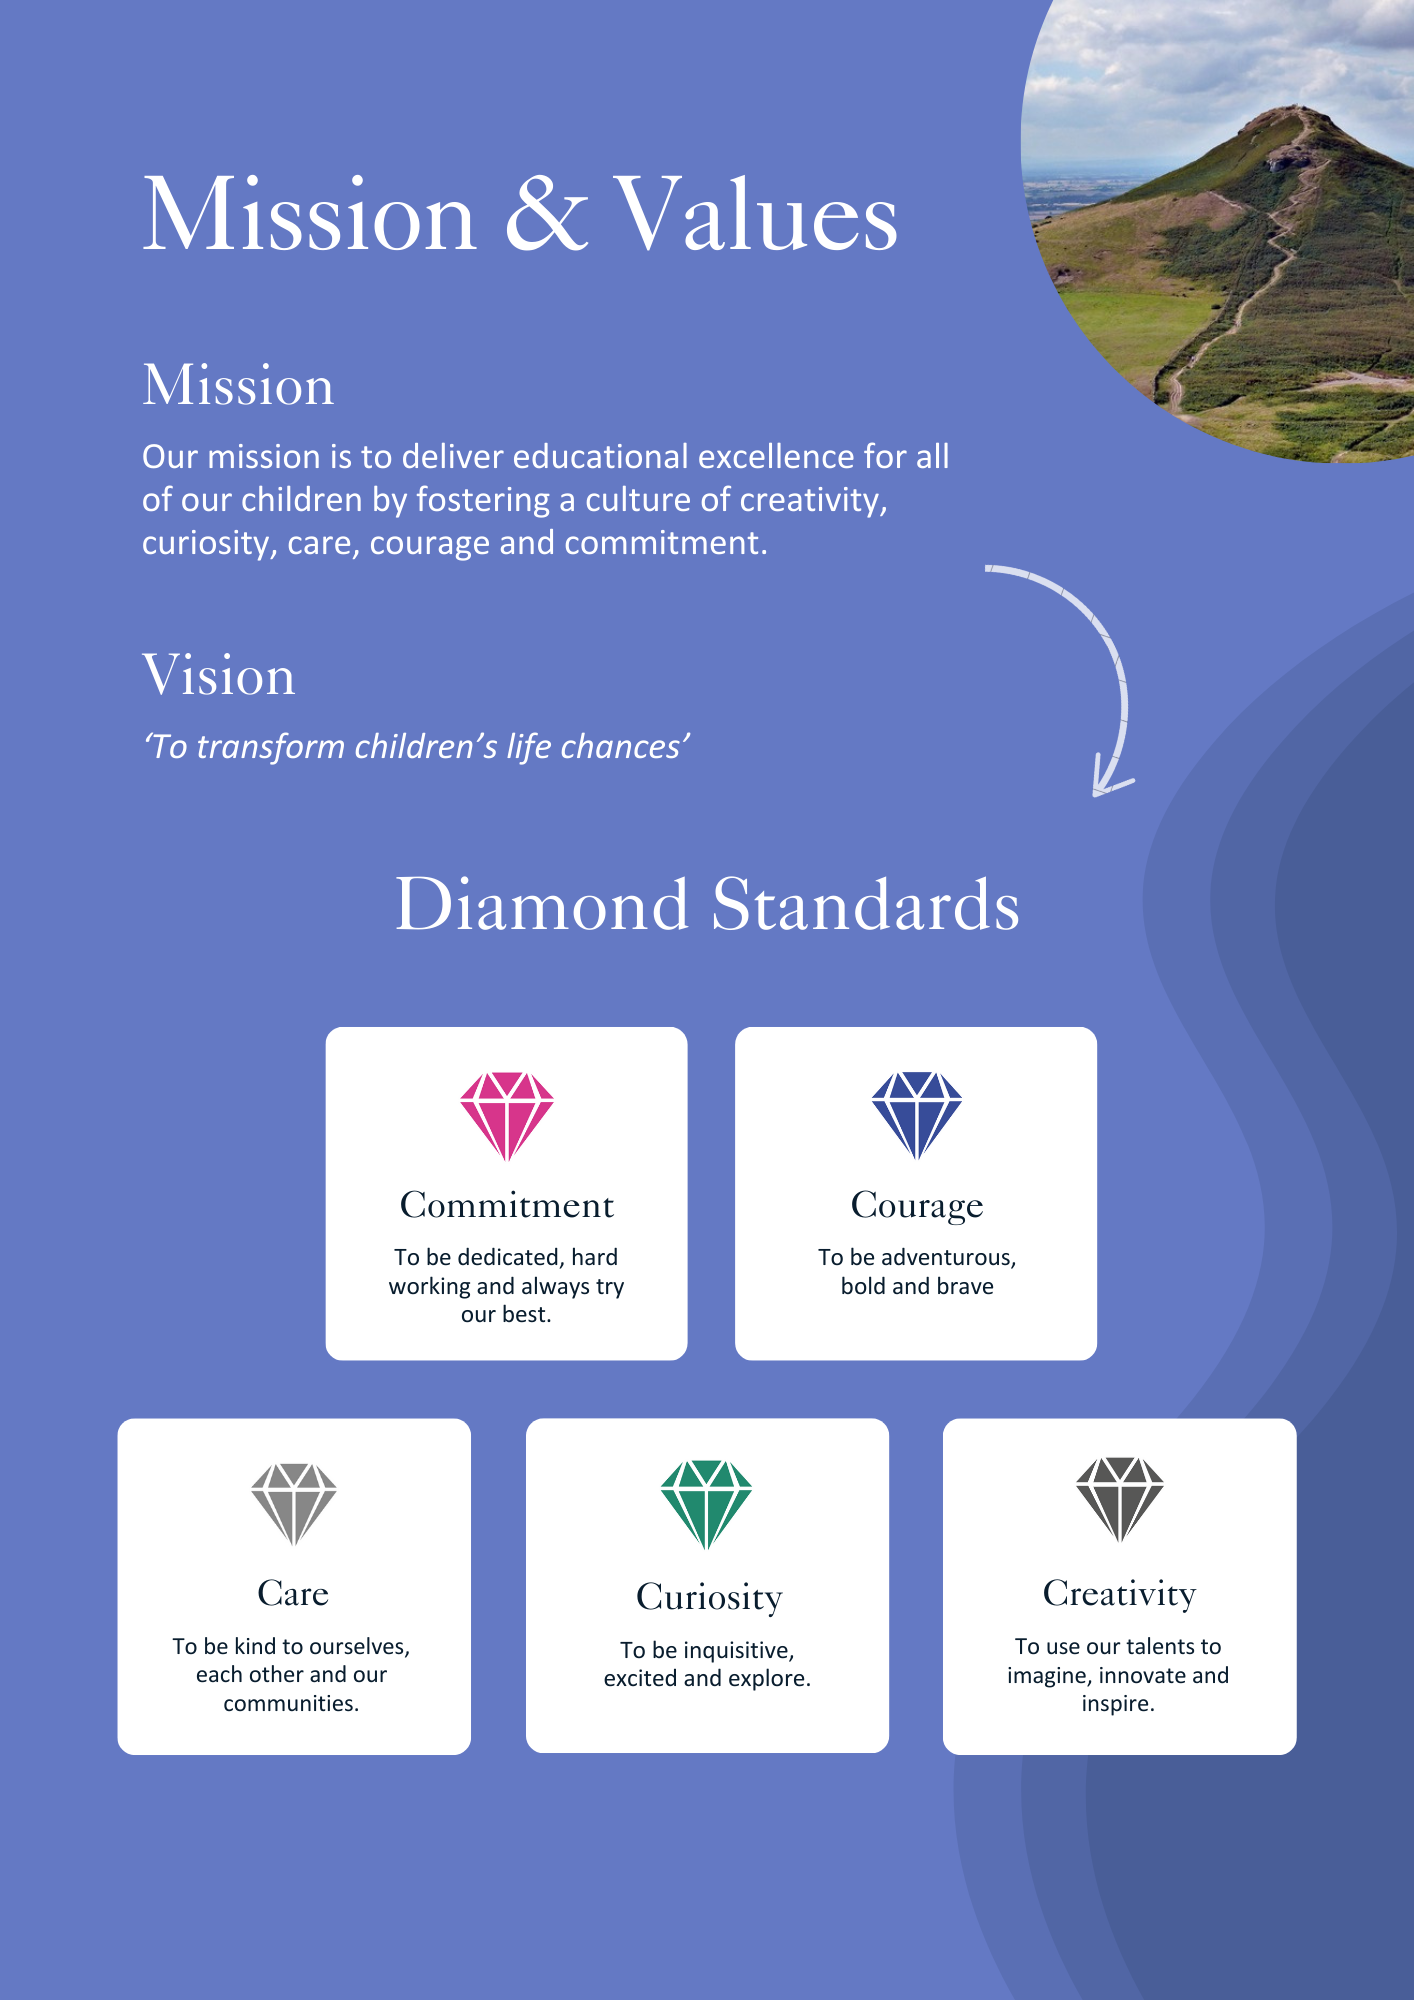 Mission & Values
Mission
Our mission is to deliver educational excellence for all
of our children by fostering a culture of creativity,
curiosity, care, courage and commitment.
Vision
‘To transform children’s life chances’
Diamond Standards
Commitment
To be dedicated, hard
working and always try
our best.
Courage
To be adventurous,
bold and brave
Care
To be kind to ourselves,
each other and our
communities.
Curiosity
To be inquisitive,
excited and explore.
Creativity
To use our talents to
imagine, innovate and
inspire.